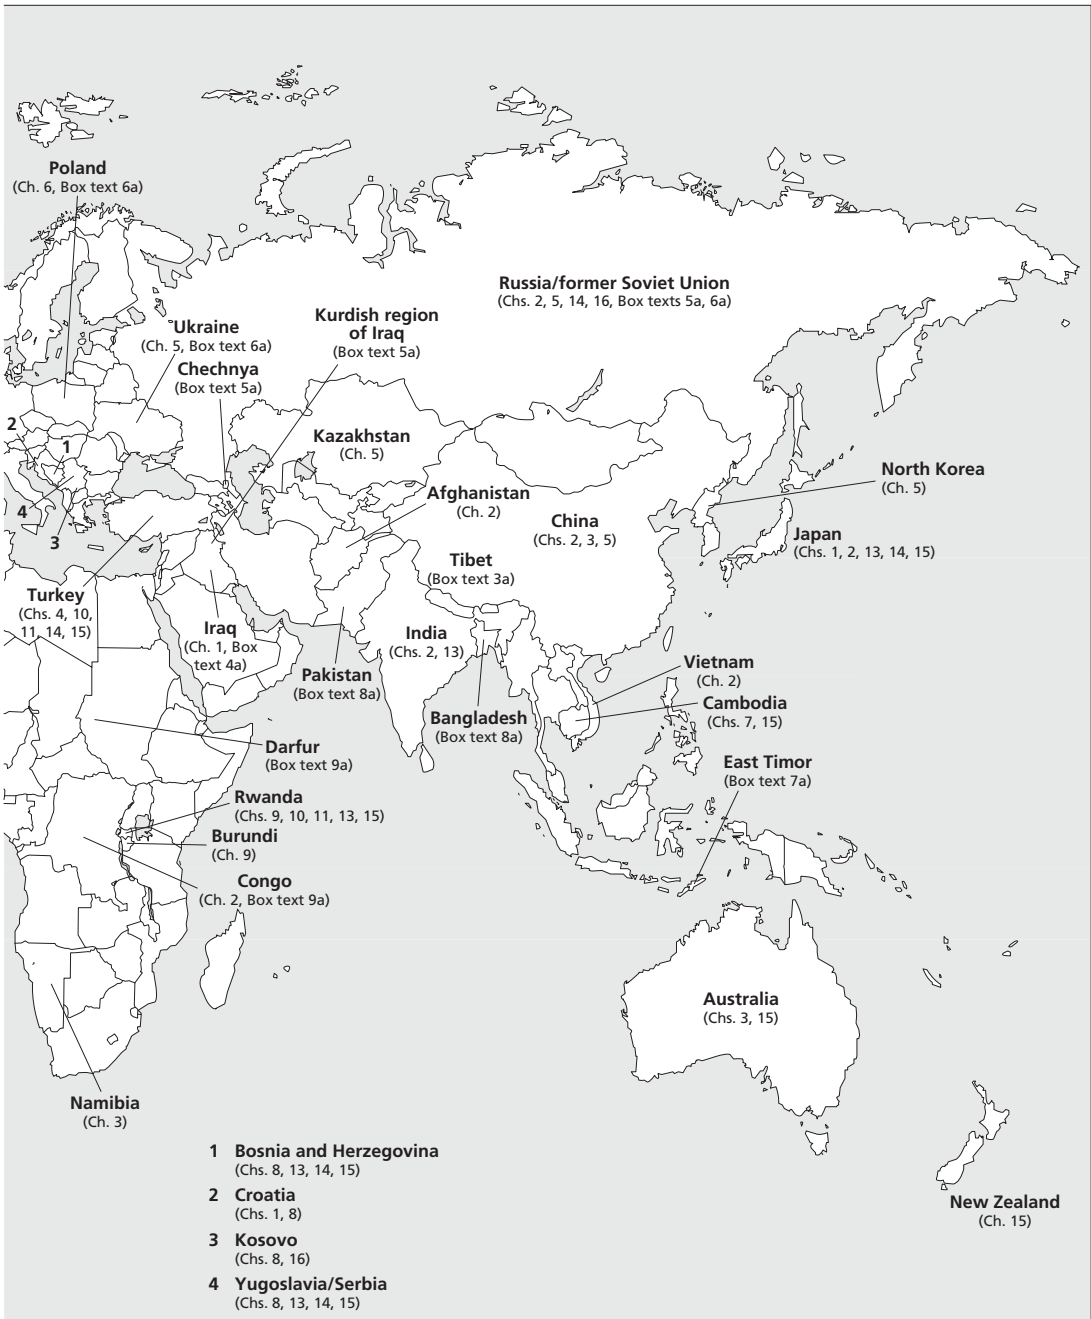 Poland
(Ch. 6, Box text 6a)
Russia/former Soviet Union
(Chs. 2, 5, 14, 16, Box texts 5a, 6a)
Kurdish region
of Iraq
(Box text 5a)
Ukraine
(Ch. 5, Box text 6a)
Chechnya
(Box text 5a)
2
1
Kazakhstan
(Ch. 5)
North Korea
(Ch. 5)
Afghanistan
(Ch. 2)
4
3
China
(Chs. 2, 3, 5)
Japan
(Chs. 1, 2, 13, 14, 15)
Tibet
(Box text 3a)
Turkey
(Chs. 4, 10,
11, 14, 15)
Iraq
(Ch. 1, Box
text 4a)
India
(Chs. 2, 13)
Pakistan
(Box text 8a)
Vietnam
(Ch. 2)
Cambodia
(Chs. 7, 15)
Bangladesh
(Box text 8a)
Darfur
(Box text 9a)
East Timor
(Box text 7a)
Rwanda
(Chs. 9, 10, 11, 13, 15)
Burundi
(Ch. 9)
Congo
(Ch. 2, Box text 9a)
Australia
(Chs. 3, 15)
Namibia
(Ch. 3)
1 Bosnia and Herzegovina
(Chs. 8, 13, 14, 15)
2 Croatia
(Chs. 1, 8)
3 Kosovo
(Chs. 8, 16)
4 Yugoslavia/Serbia
(Chs. 8, 13, 14, 15)
New Zealand
(Ch. 15)